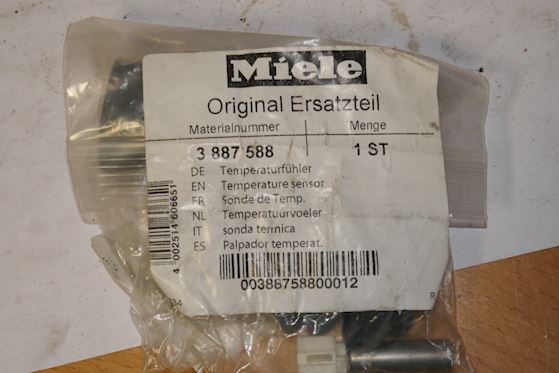 Miele
Original Ersatzteil
Materialnummer Menge
3 887 588 1 ST
DE Temperaturfühler
EN Temperature sensor
FR Sonde de Temp.
NL Temperatuurvoeler
IT sonda termica
ES Palpador temperat.
00388758800012
4 002514 606651
R